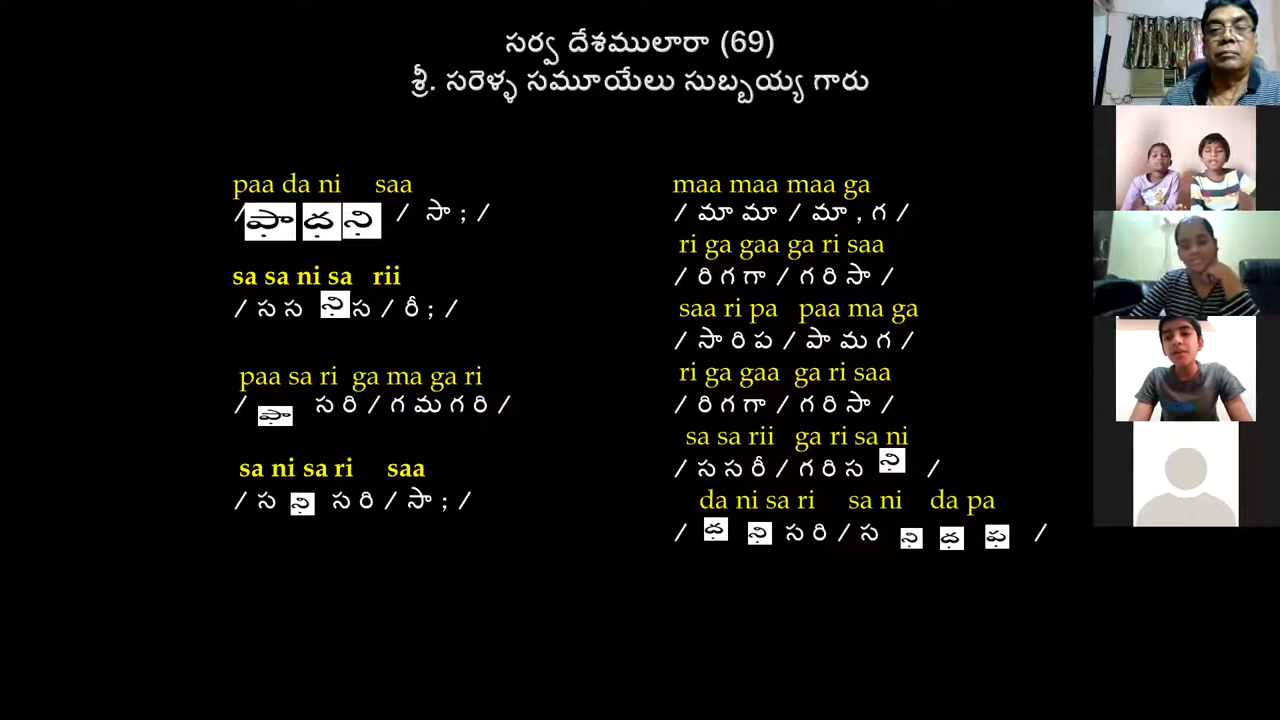 సర్వ దేశములారా (69)
శ్రీ. సరెళ్ళ సమూయేలు సుబ్బయ్య గారు
paa da ni saa
/ పా̣ ధ̣ ని̣ / సా ; /
sa sa ni sa rii
/ స స ని̣ స / రీ ; /
paa sa ri ga ma ga ri
/ పా̣ స రి / గ మ గ రి /
sa ni sa ri saa
/ స ని̣ స రి / సా ; /
maa maa maa ga
/ మా మా / మా , గ /
ri ga gaa ga ri saa
/ రి గ గా / గ రి సా /
saa ri pa paa ma ga
/ సా రి ప / పా మ గ /
ri ga gaa ga ri saa
/ రి గ గా / గ రి సా /
sa sa rii ga ri sa ni
/ స స రీ / గ రి స ని̣ /
da ni sa ri sa ni da pa
/ ధ̣ ని̣ స రి / స ని̣ ధ̣ ప̣ /